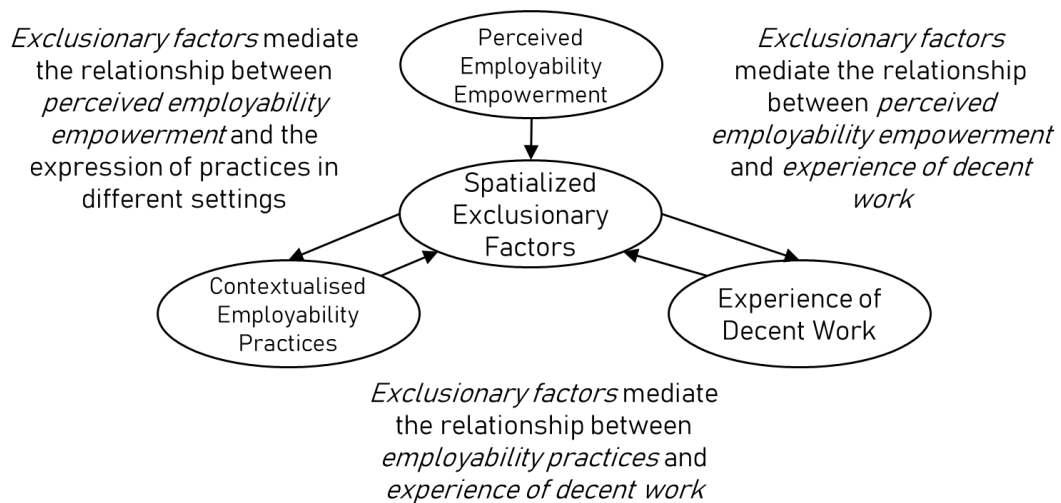 Exclusionary factors mediate
the relationship between
perceived employability
empowerment and the
expression of practices in
different settings
Perceived
Employability
Empowerment
Exclusionary factors
mediate the relationship
between perceived
employability empowerment
and experience of decent
work
Spatialized
Exclusionary
Factors
Contextualised
Employability
Practices
Experience of
Decent Work
Exclusionary factors mediate
the relationship between
employability practices and
experience of decent work